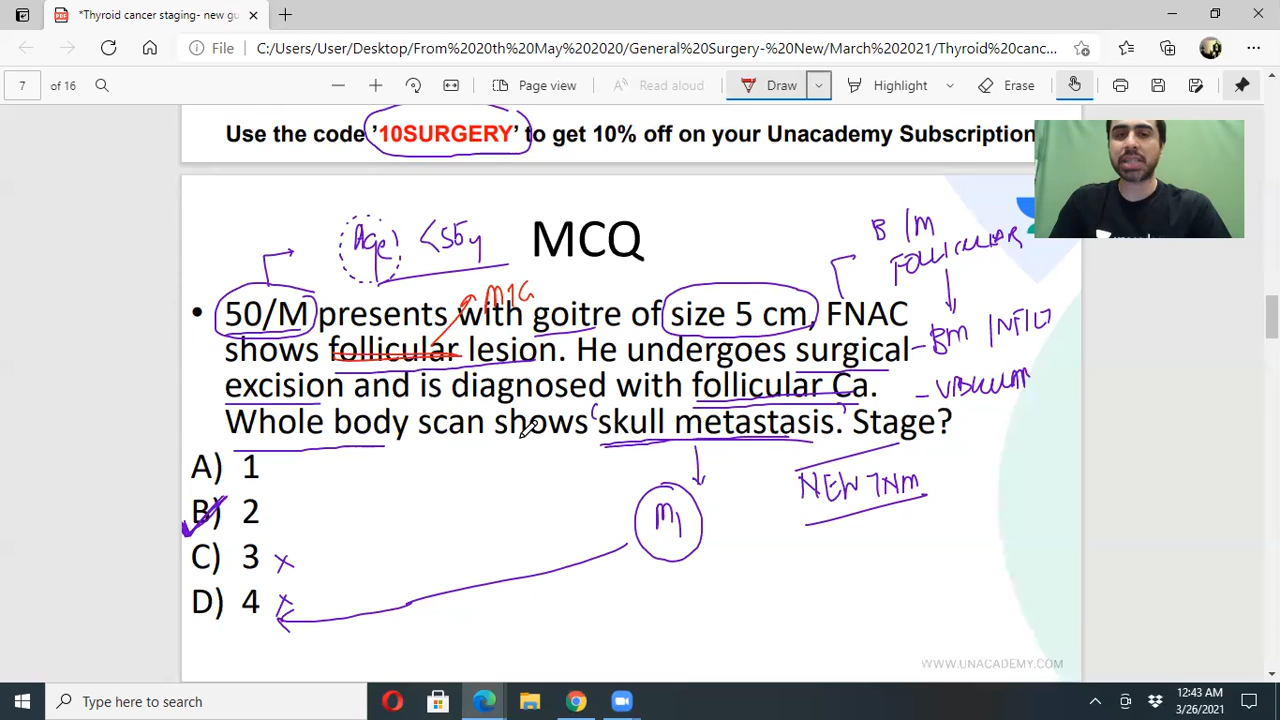 *Thyroid cancer staging- new gu
File
C:/Users/User/Desktop/From%2020th%20May%202020/General%20Surgery-%20New/March%202021/Thyroid%20canc...
7 of 16
Page view
Read aloud
Draw
Highlight
Erase
Use the code '10SURGERY' to get 10% off on your Unacademy Subscription
MCQ
Age) <55y
B/M
FOLLICULAR
• 50/M presents with goitre of size 5 cm, FNAC
shows follicular lesion. He undergoes surgical
excision and is diagnosed with follicular Ca.
Whole body scan shows skull metastasis. Stage?
- BM
- VASCULAR
A) 1
B) 2
C) 3 x
D) 4 x
M1
NEW TNM
WWW.UNACADEMY.COM
Type here to search
12:43 AM
3/26/2021